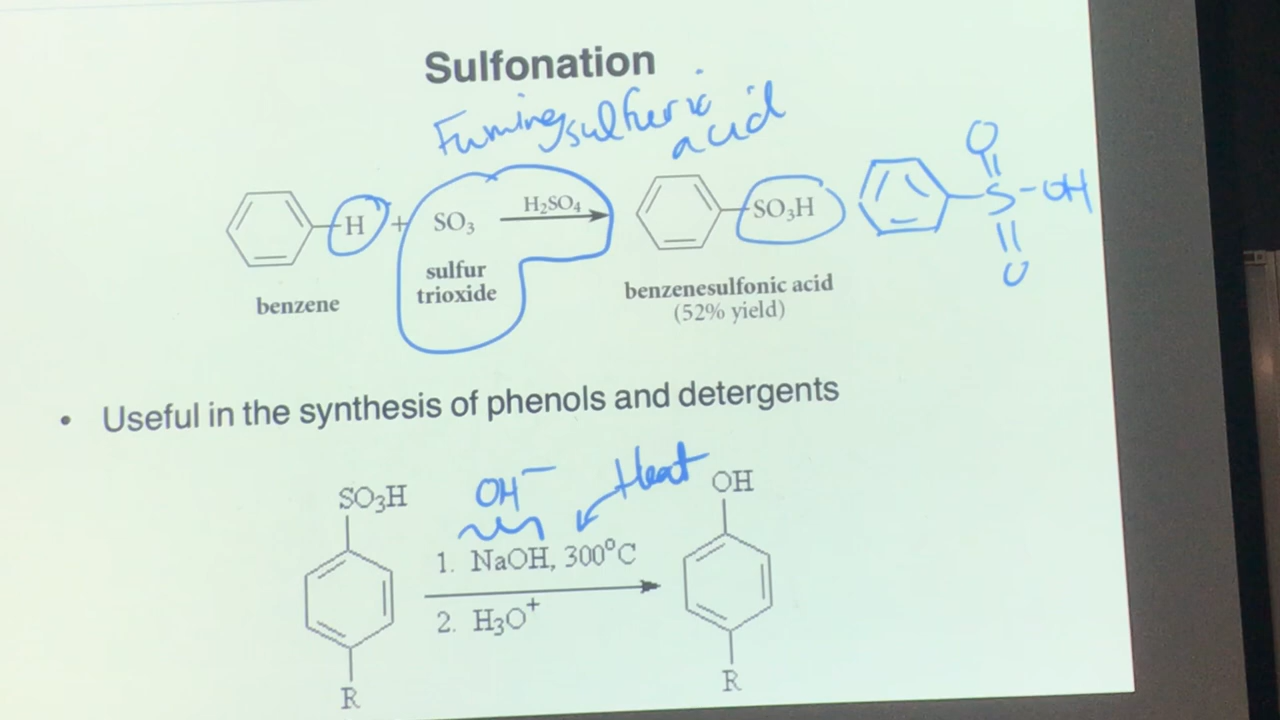 Sulfonation
Fuming sulfuric
acid
H + SO₃ H₂SO₄ SO₃H
O
S-OH
O
sulfur
trioxide
benzene
benzenesulfonic acid
(52% yield)
• Useful in the synthesis of phenols and detergents
SO₃H OH⁻ Heat OH
1. NaOH, 300°C
2. H₃O⁺
R R